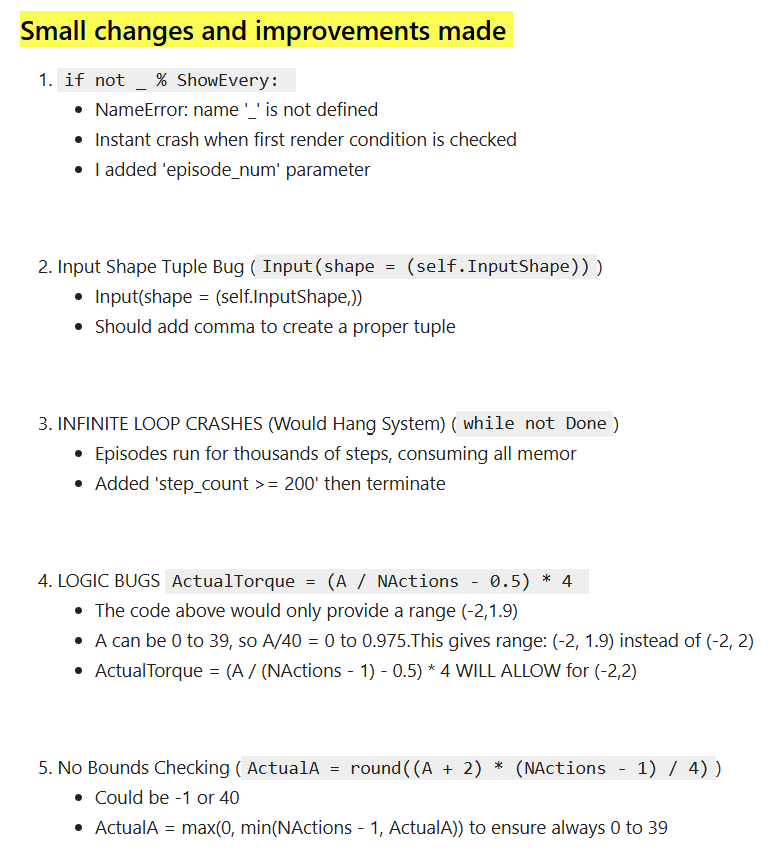 Small changes and improvements made
1. if not _ % ShowEvery:
• NameError: name '_' is not defined
• Instant crash when first render condition is checked
• I added 'episode_num' parameter
2. Input Shape Tuple Bug ( Input(shape = (self.InputShape)) )
• Input(shape = (self.InputShape,))
• Should add comma to create a proper tuple
3. INFINITE LOOP CRASHES (Would Hang System) ( while not Done )
• Episodes run for thousands of steps, consuming all memor
• Added 'step_count >= 200' then terminate
4. LOGIC BUGS ActualTorque = (A / NActions - 0.5) * 4
• The code above would only provide a range (-2,1.9)
• A can be 0 to 39, so A/40 = 0 to 0.975.This gives range: (-2, 1.9) instead of (-2, 2)
• ActualTorque = (A / (NActions - 1) - 0.5) * 4 WILL ALLOW for (-2,2)
5. No Bounds Checking ( ActualA = round((A + 2) * (NActions - 1) / 4) )
• Could be -1 or 40
• ActualA = max(0, min(NActions - 1, ActualA)) to ensure always 0 to 39